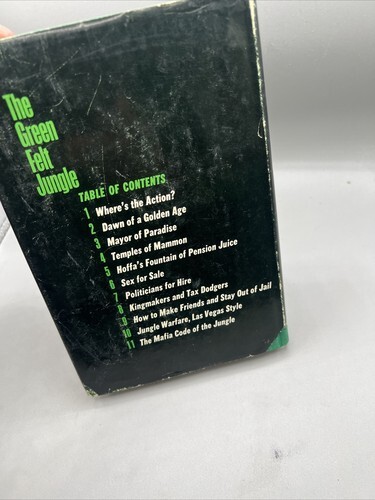 The
Green
Felt
Jungle
TABLE OF CONTENTS
1 Where's the Action?
2 Dawn of a Golden Age
3 Mayor of Paradise
4 Temples of Mammon
5 Hoffa's Fountain of Pension Juice
6 Sex for Sale
7 Politicians for Hire
8 Kingmakers and Tax Dodgers
9 How to Make Friends and Stay Out of Jail
10 Jungle Warfare, Las Vegas Style
11 The Mafia Code of the Jungle